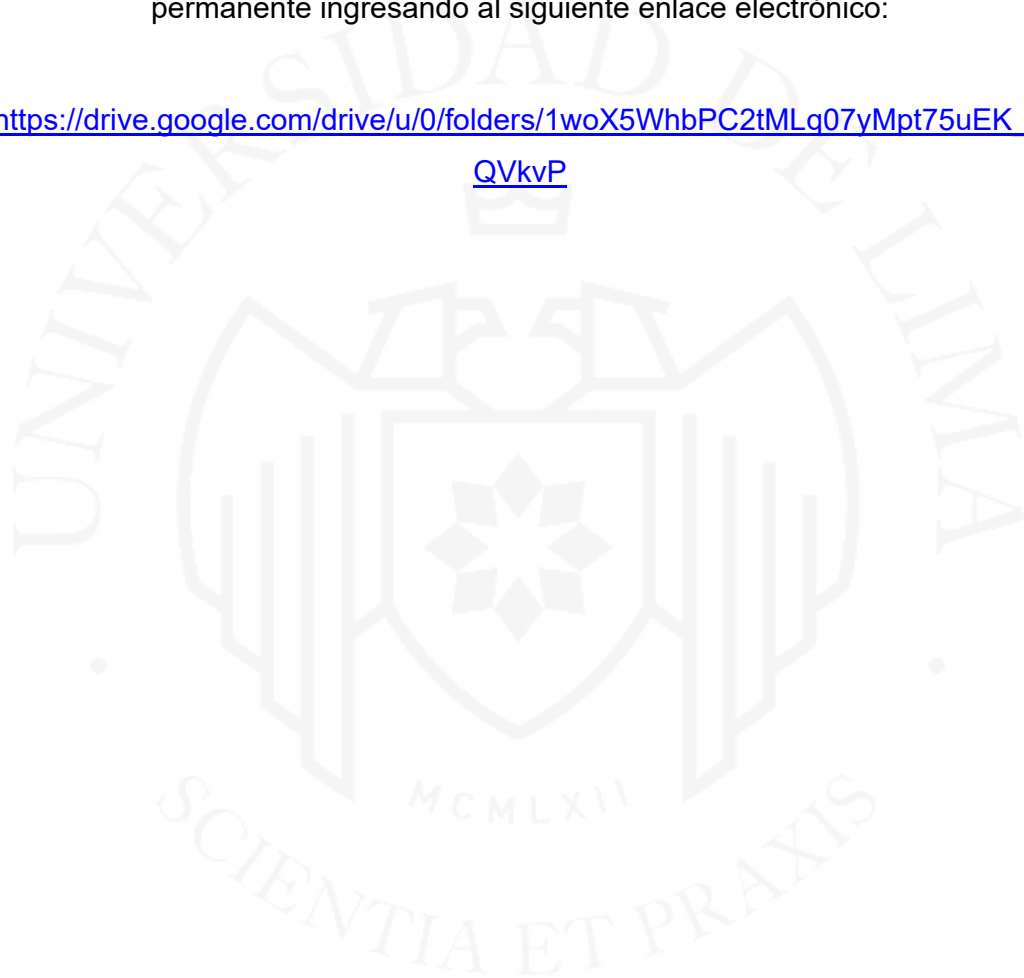 permanente ingresando al siguiente enlace electrónico:
https://drive.google.com/drive/u/0/folders/1woX5WhbPC2tMLq07yMpt75uEK_
QVkvP
UNIVERSIDAD DE LIMA
MCMLXII
SCIENTIA ET PRAXIS